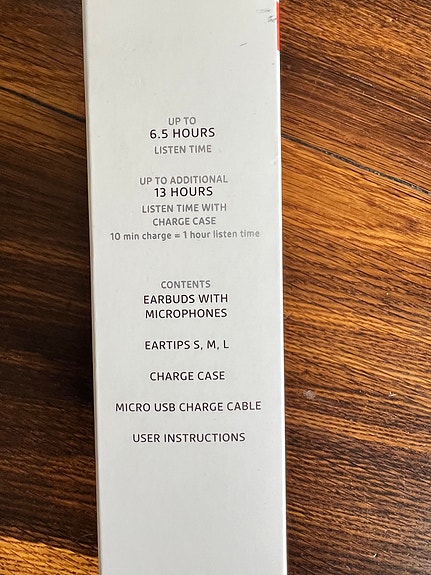 UP TO
6.5 HOURS
LISTEN TIME
UP TO ADDITIONAL
13 HOURS
LISTEN TIME WITH
CHARGE CASE
10 min charge = 1 hour listen time
CONTENTS
EARBUDS WITH
MICROPHONES
EARTIPS S, M, L
CHARGE CASE
MICRO USB CHARGE CABLE
USER INSTRUCTIONS